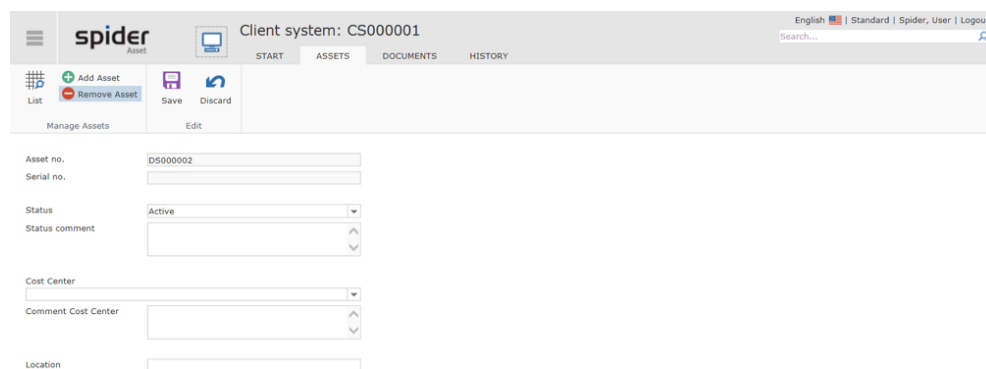 English | Standard | Spider, User | Logou
spider
Asset
Client system: CS000001
Search...
START ASSETS DOCUMENTS HISTORY
Add Asset
Remove Asset
List Save Discard
Manage Assets Edit
Asset no. DS000002
Serial no.
Status Active
Status comment
Cost Center
Comment Cost Center
Location